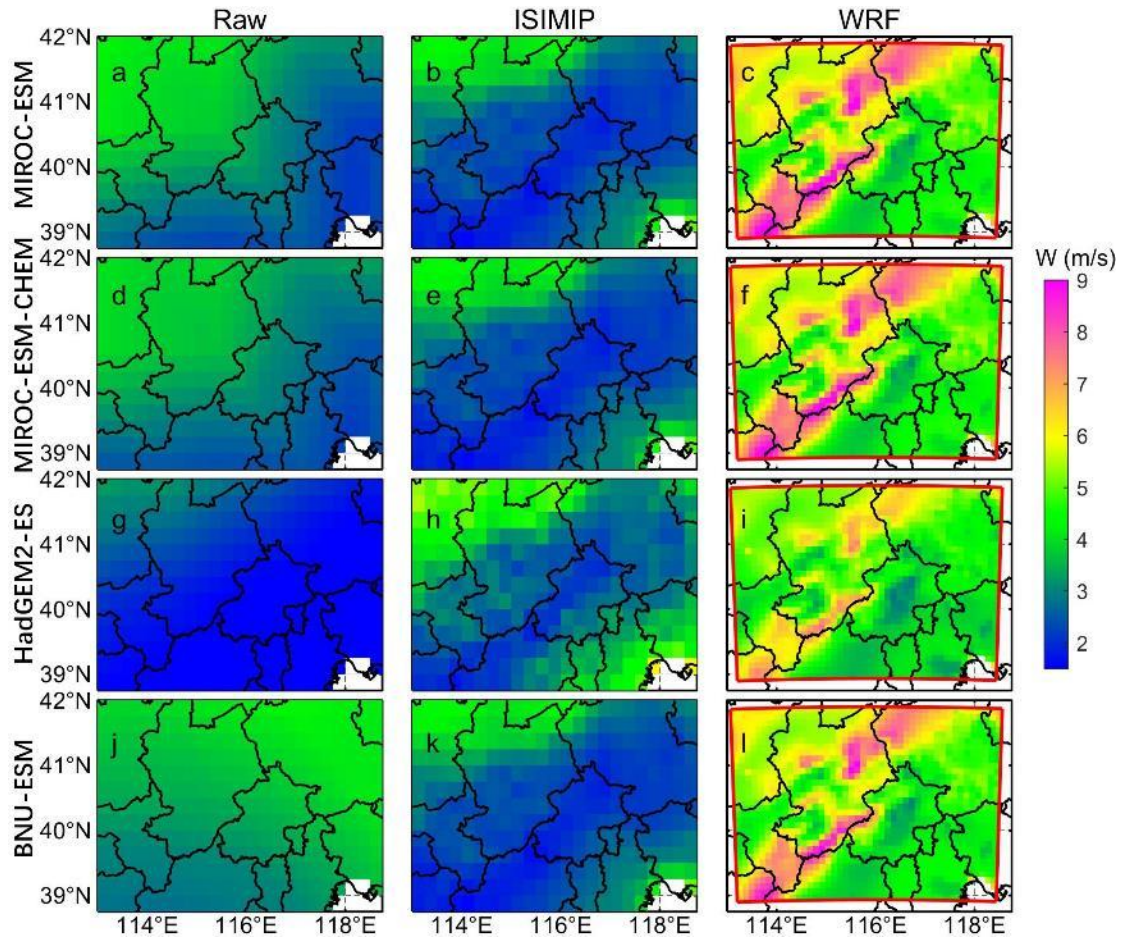 Raw ISIMIP WRF
MIROC-ESM
42°N
41°N
40°N
39°N
a b c
MIROC-ESM-CHEM
42°N
41°N
40°N
39°N
d e f
HadGEM2-ES
42°N
41°N
40°N
39°N
g h i
BNU-ESM
42°N
41°N
40°N
39°N
j k l
114°E 116°E 118°E 114°E 116°E 118°E 114°E 116°E 118°E
W (m/s)
9
8
7
6
5
4
3
2